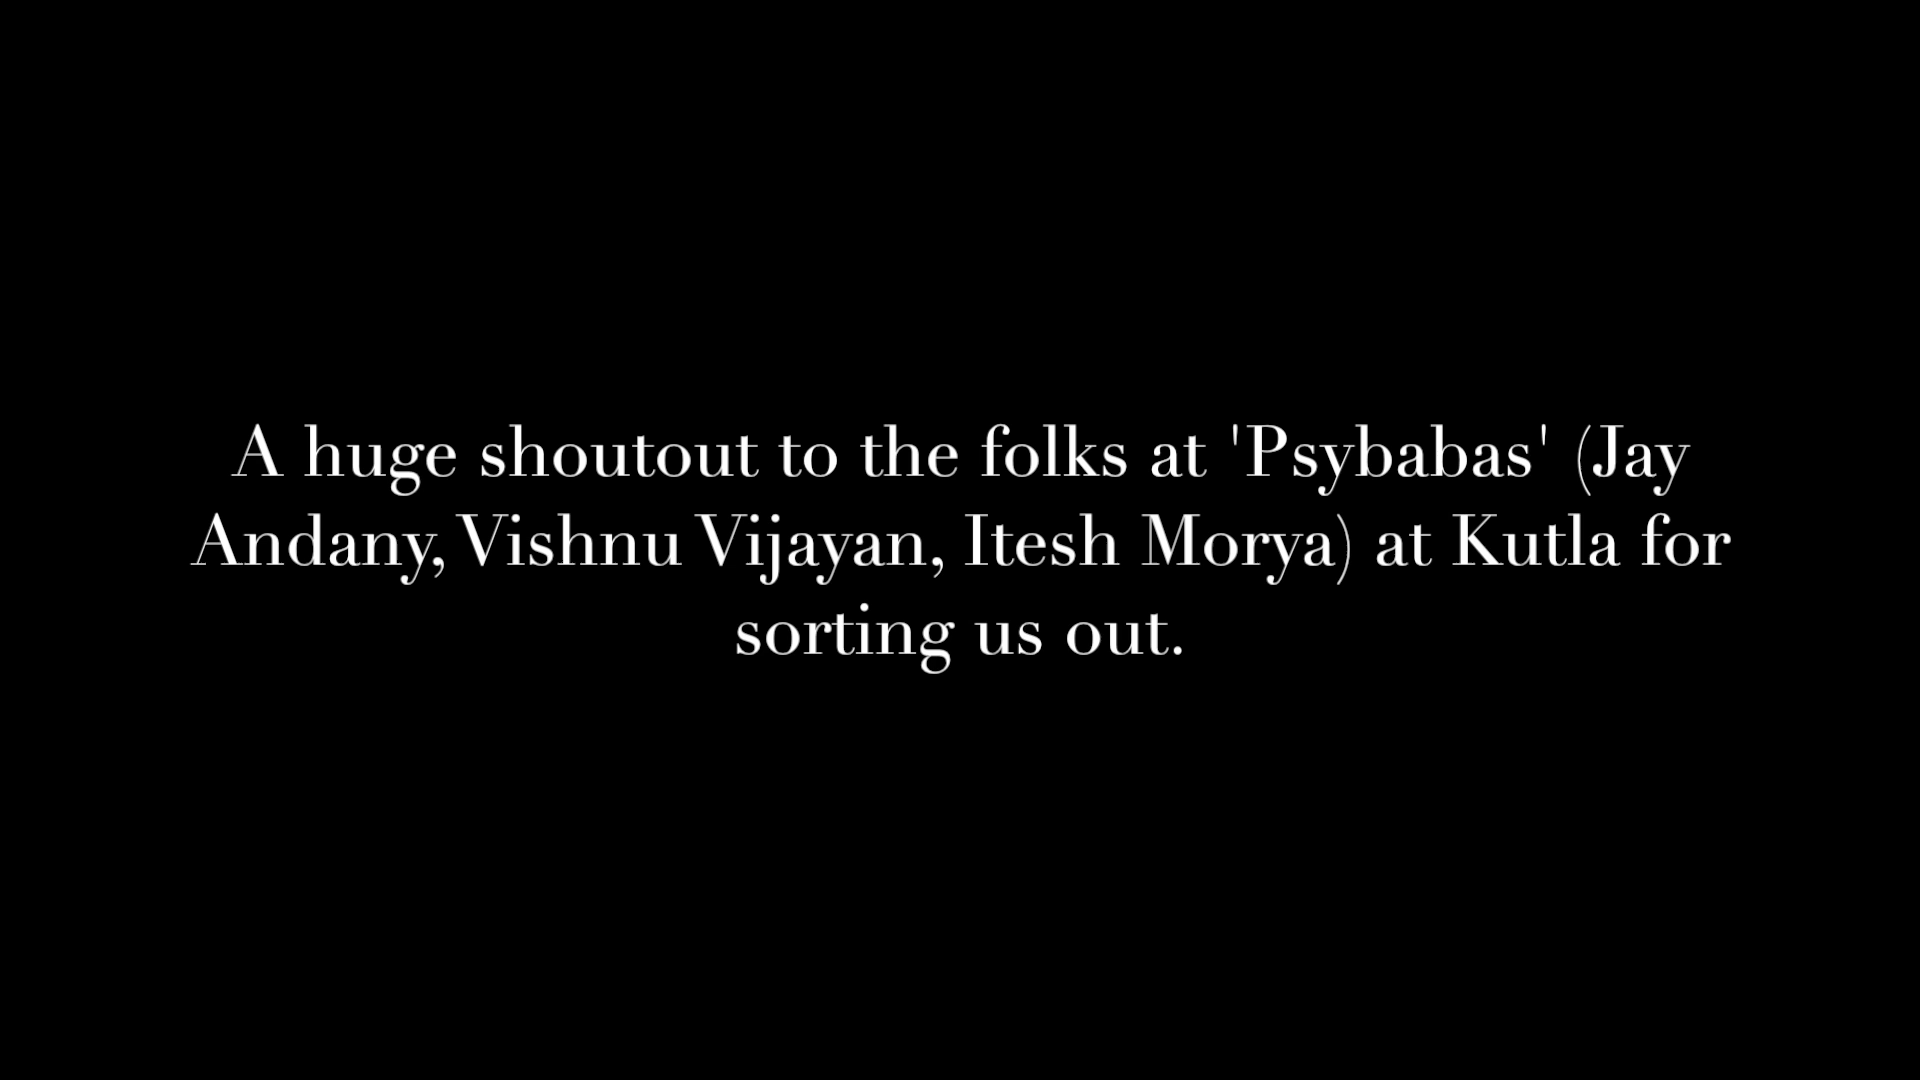 A huge shoutout to the folks at 'Psybabas' (Jay
Andany, Vishnu Vijayan, Itesh Morya) at Kutla for
sorting us out.